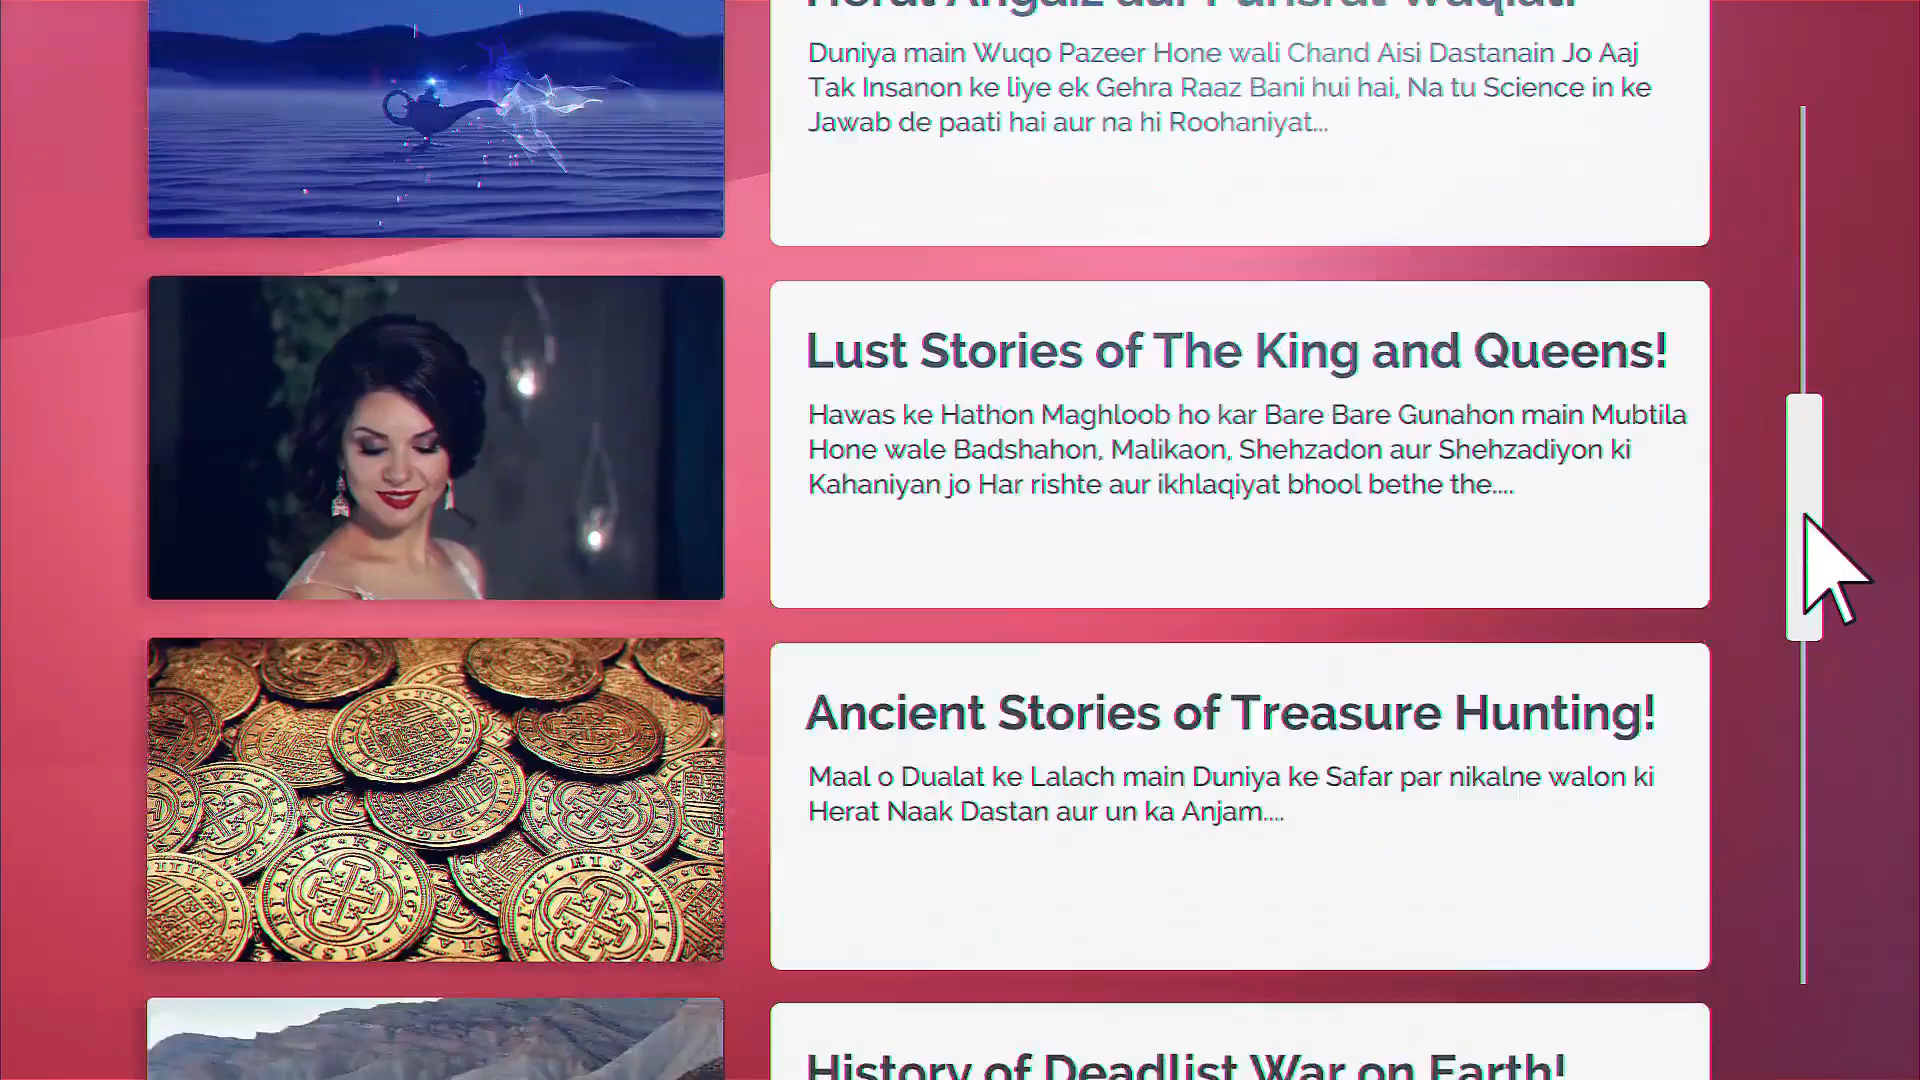 Herat Angaiz aur Purisrar Waqiat!
Duniya main Wuqo Pazeer Hone wali Chand Aisi Dastanain Jo Aaj
Tak Insanon ke liye ek Gehra Raaz Bani hui hai, Na tu Science in ke
Jawab de paati hai aur na hi Roohaniyat...
Lust Stories of The King and Queens!
Hawas ke Hathon Maghloob ho kar Bare Bare Gunahon main Mubtila
Hone wale Badshahon, Malikaon, Shehzadon aur Shehzadiyon ki
Kahaniyan jo Har rishte aur ikhlaqiyat bhool bethe the....
Ancient Stories of Treasure Hunting!
Maal o Dualat ke Lalach main Duniya ke Safar par nikalne walon ki
Herat Naak Dastan aur un ka Anjam....
History of Deadlist War on Earth!